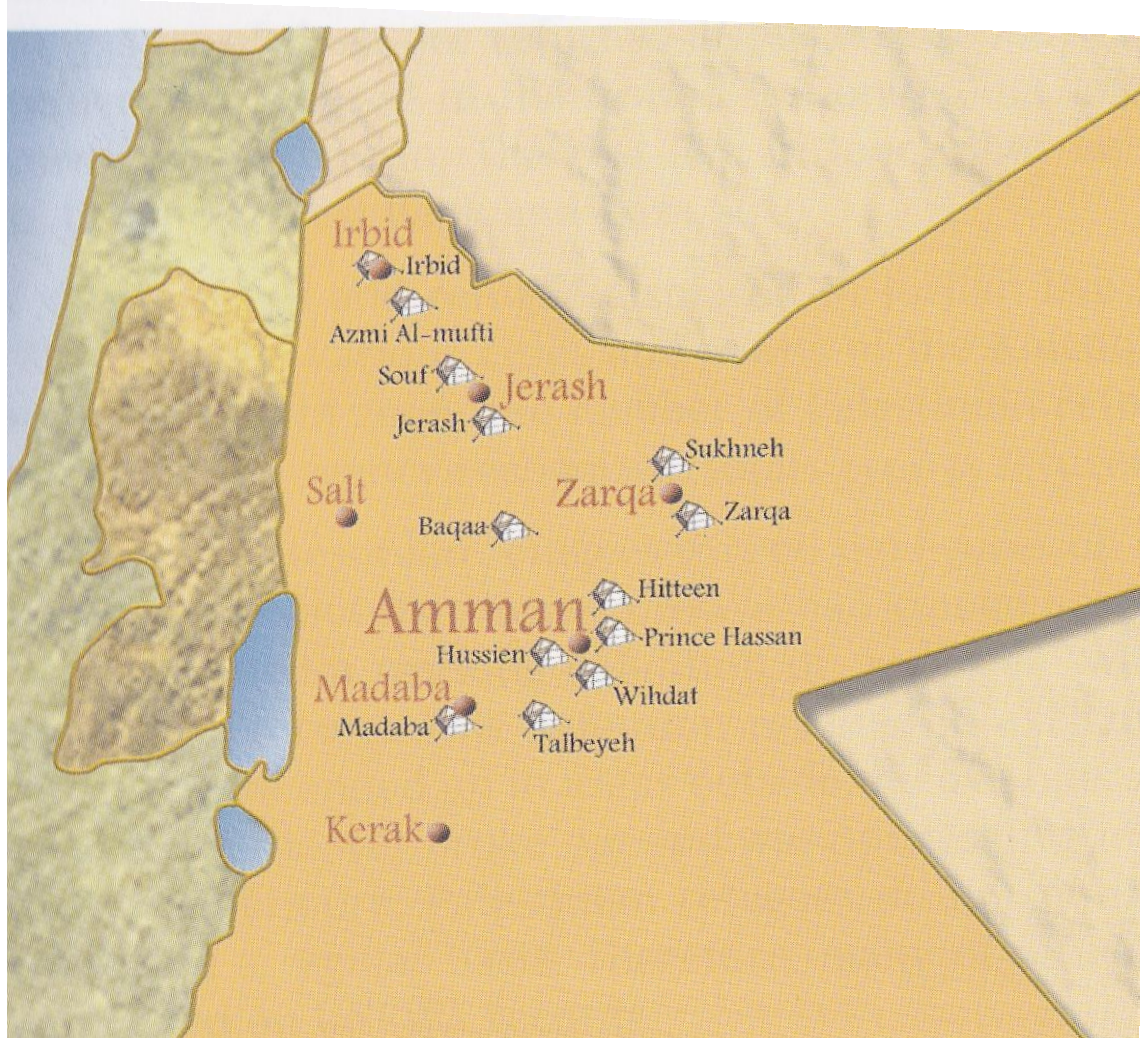 Irbid
Irbid
Azmi Al-mufti
Souf
Jerash
Jerash
Sukhneh
Salt
Zarqa
Zarqa
Baqaa
Hitteen
Amman
Prince Hassan
Hussien
Wihdat
Madaba
Madaba
Talbeyeh
Kerak